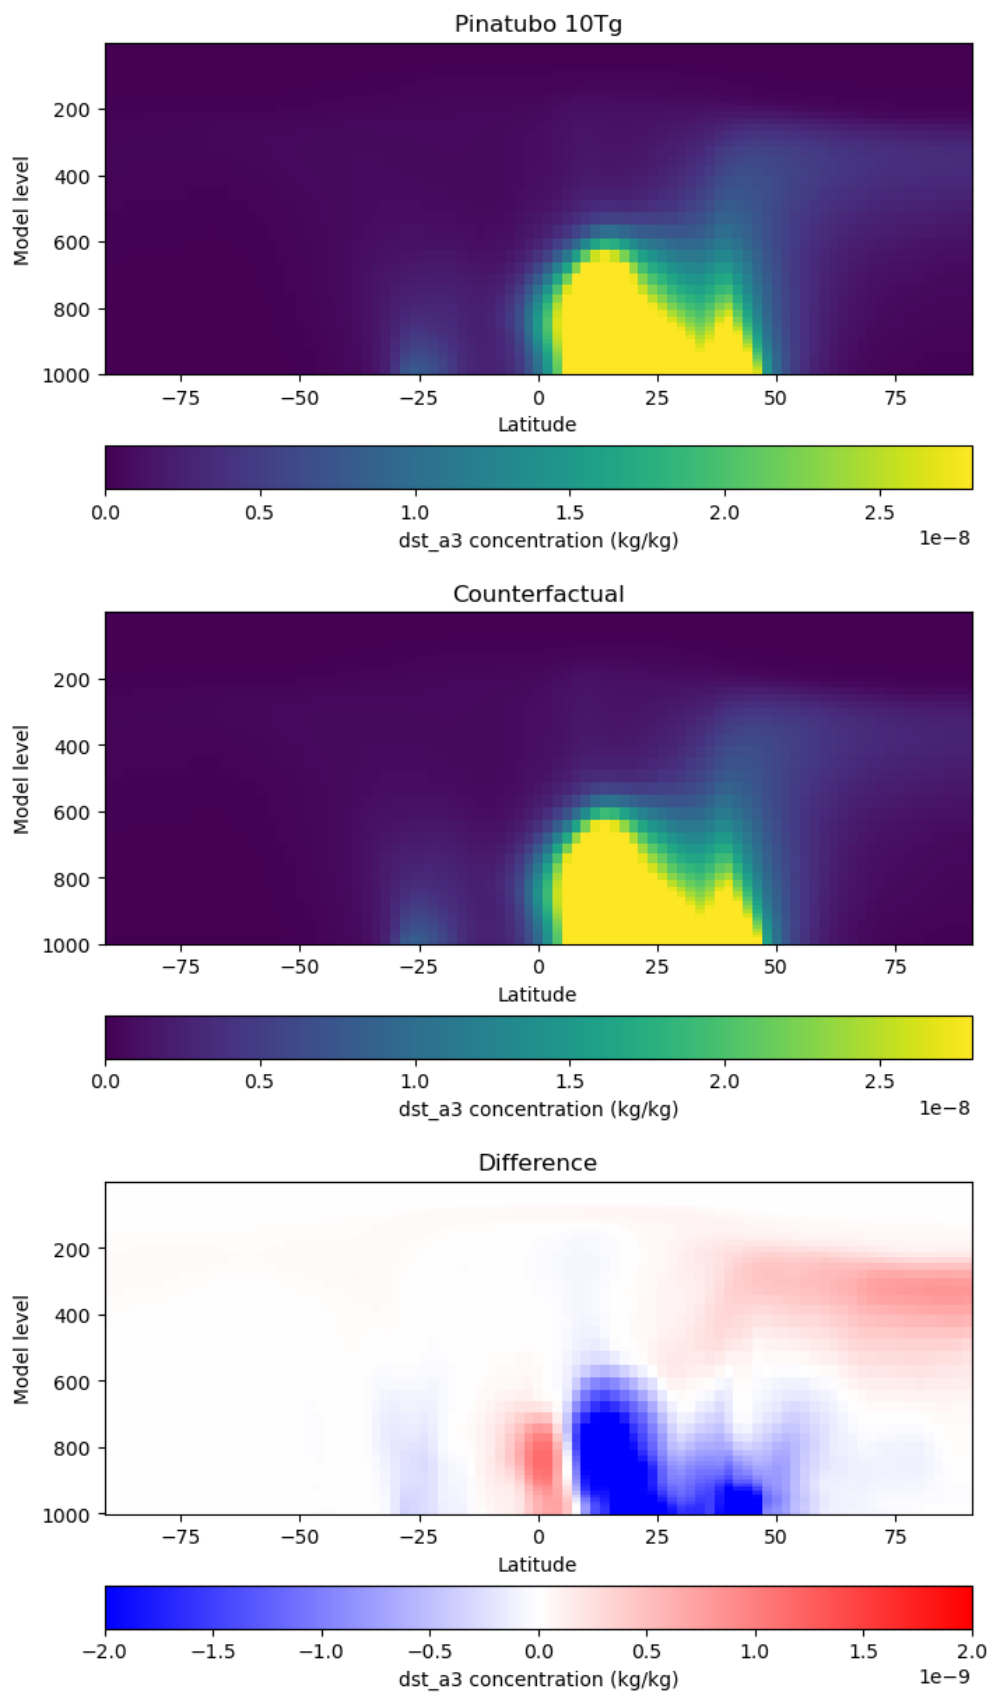 Pinatubo 10Tg
200
400
600
800
1000
Model level
−75 −50 −25 0 25 50 75
Latitude
0.0 0.5 1.0 1.5 2.0 2.5
1e−8
dst_a3 concentration (kg/kg)
Counterfactual
200
400
600
800
1000
Model level
−75 −50 −25 0 25 50 75
Latitude
0.0 0.5 1.0 1.5 2.0 2.5
1e−8
dst_a3 concentration (kg/kg)
Difference
200
400
600
800
1000
Model level
−75 −50 −25 0 25 50 75
Latitude
−2.0 −1.5 −1.0 −0.5 0.0 0.5 1.0 1.5 2.0
1e−9
dst_a3 concentration (kg/kg)